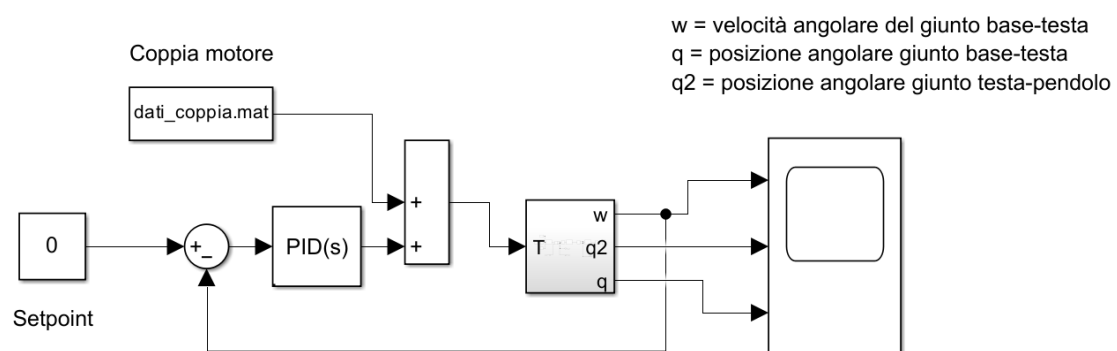 w = velocità angolare del giunto base-testa
q = posizione angolare giunto base-testa
q2 = posizione angolare giunto testa-pendolo
Coppia motore
dati_coppia.mat
+
+
0
+
_
PID(s)
T
w
q2
q
Setpoint